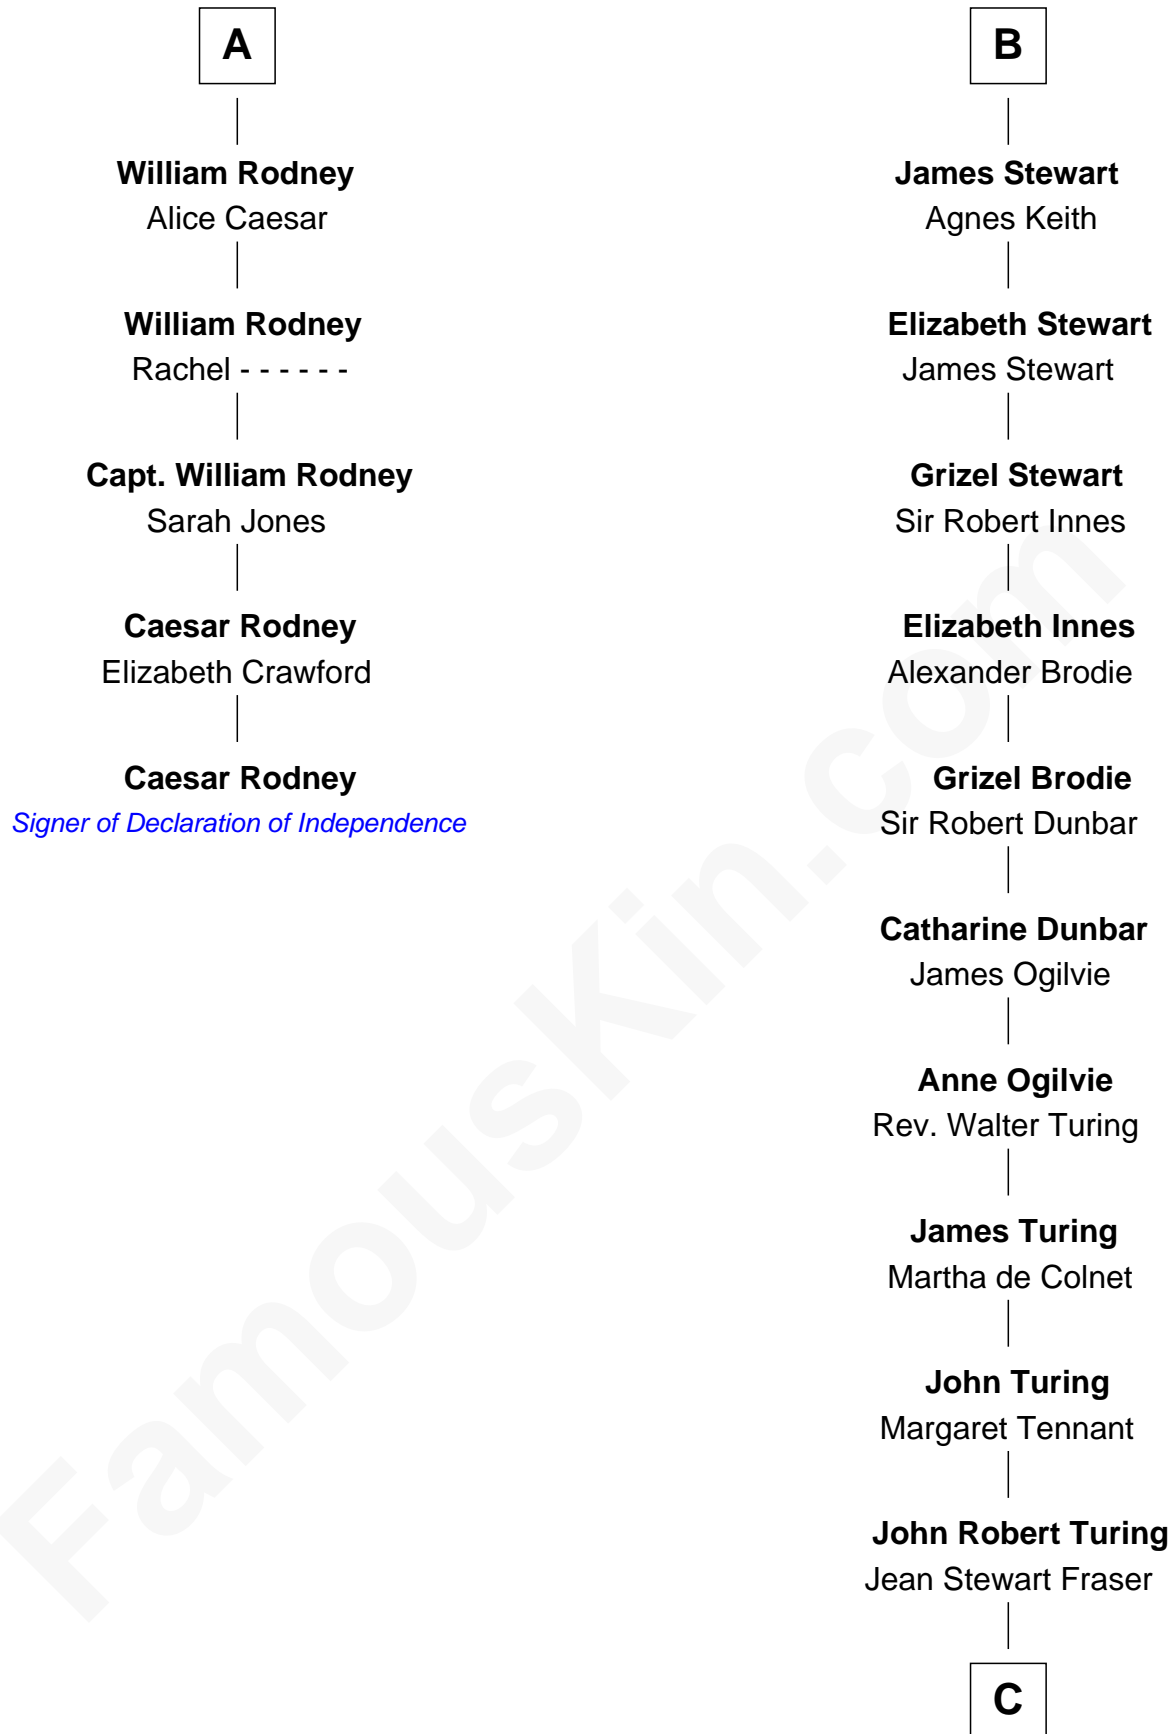 A
William Rodney
Alice Caesar
William Rodney
Rachel - - - - - -
Capt. William Rodney
Sarah Jones
Caesar Rodney
Elizabeth Crawford
Caesar Rodney
Signer of Declaration of Independence
B
James Stewart
Agnes Keith
Elizabeth Stewart
James Stewart
Grizel Stewart
Sir Robert Innes
Elizabeth Innes
Alexander Brodie
Grizel Brodie
Sir Robert Dunbar
Catharine Dunbar
James Ogilvie
Anne Ogilvie
Rev. Walter Turing
James Turing
Martha de Colnet
John Turing
Margaret Tennant
John Robert Turing
Jean Stewart Fraser
C
FamousKin.com